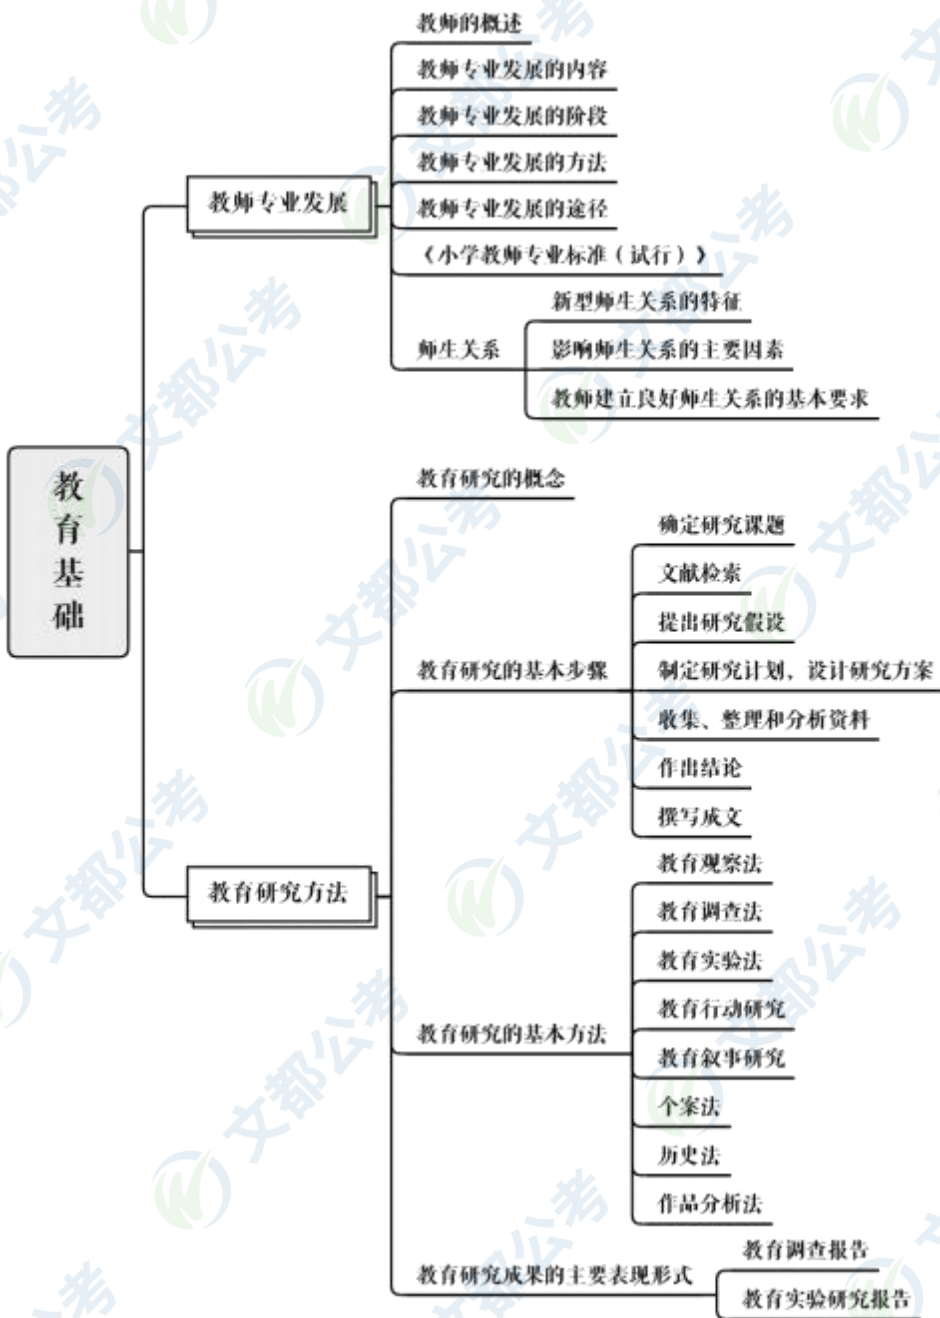 教师的概述
教师专业发展的内容
教师专业发展的阶段
教师专业发展的方法
教师专业发展
教师专业发展的途径
《小学教师专业标准（试行）》
新型师生关系的特征
师生关系
影响师生关系的主要因素
教师建立良好师生关系的基本要求
教育基础
教育研究的概念
确定研究课题
文献检索
提出研究假设
教育研究的基本步骤
制定研究计划，设计研究方案
收集、整理和分析资料
作出结论
撰写成文
教育研究方法
教育观察法
教育调查法
教育实验法
教育行动研究
教育研究的基本方法
教育叙事研究
个案法
历史法
作品分析法
教育研究成果的主要表现形式
教育调查报告
教育实验研究报告
文都公考